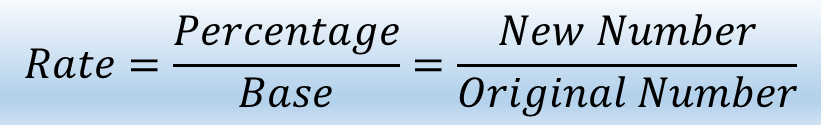 Rate = Percentage / Base = New Number / Original Number